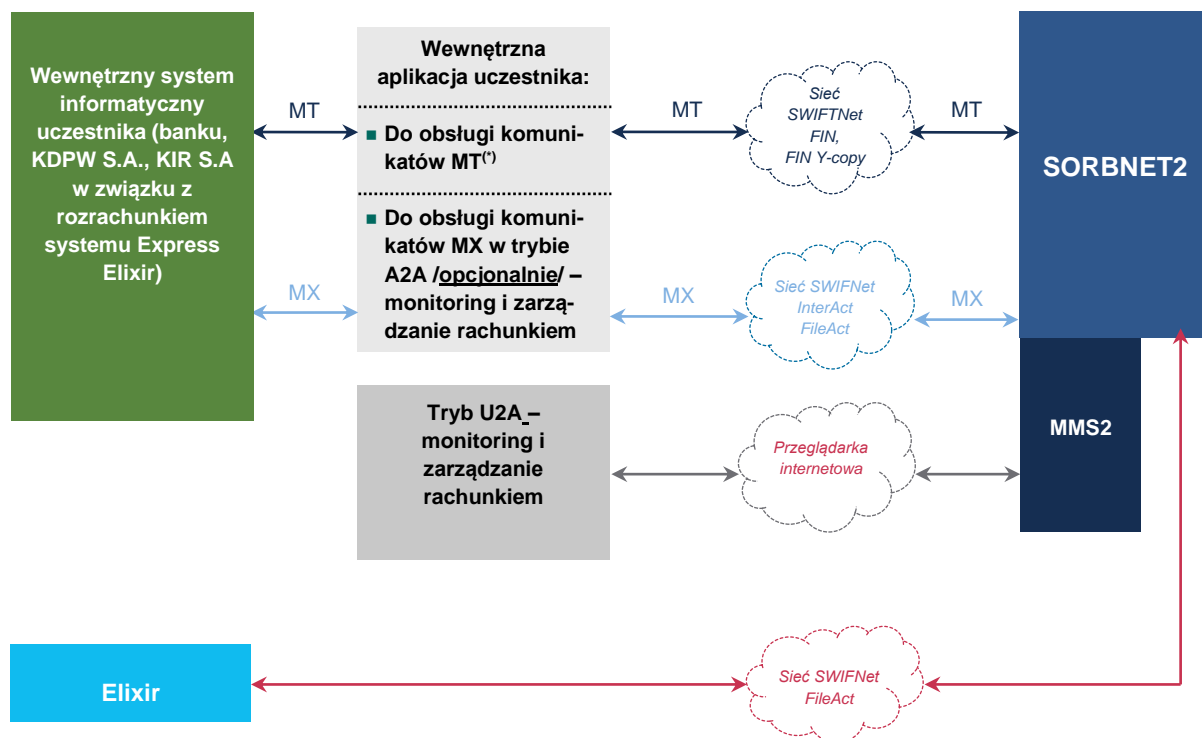 Wewnętrzny system
informatyczny
uczestnika (banku,
KDPW S.A., KIR S.A
w związku z
rozrachunkiem
systemu Express
Elixir)
MT
MX
Wewnętrzna
aplikacja uczestnika:
■ Do obsługi komuni-
katów MT(*)
■ Do obsługi komuni-
katów MX w trybie
A2A /opcjonalnie/ –
monitoring i zarzą-
dzanie rachunkiem
MT
MX
Sieć
SWIFTNet
FIN,
FIN Y-copy
MT
Sieć SWIFNet
InterAct
FileAct
MX
SORBNET2
Tryb U2A –
monitoring i
zarządzanie
rachunkiem
Przeglądarka
internetowa
MMS2
Elixir
Sieć SWIFNet
FileAct